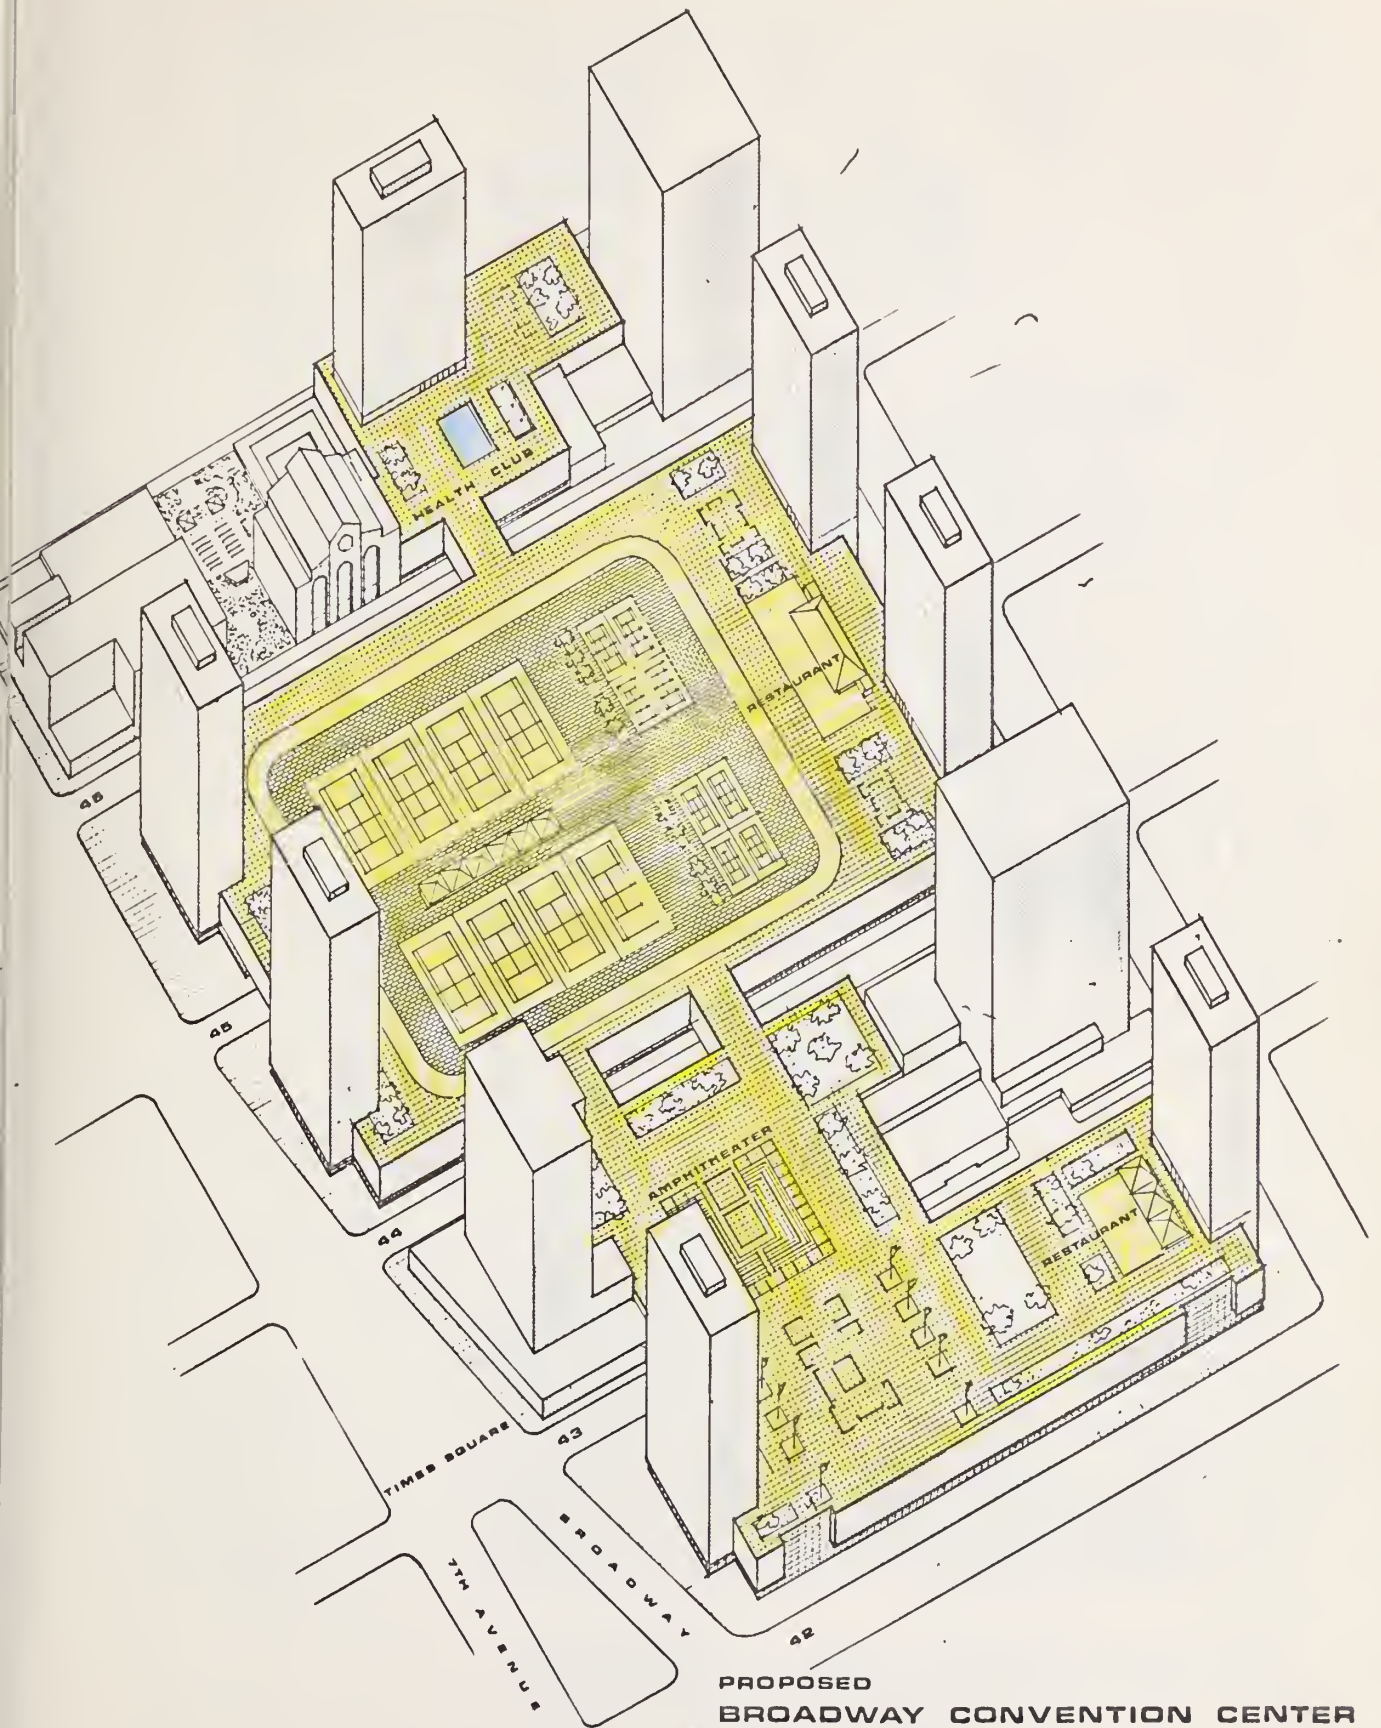 HEALTH CLUB
RESTAURANT
46
45
AMPHITHEATER
44
RESTAURANT
TIMES SQUARE
43
BROADWAY
7TH AVENUE
42
PROPOSED
BROADWAY CONVENTION CENTER